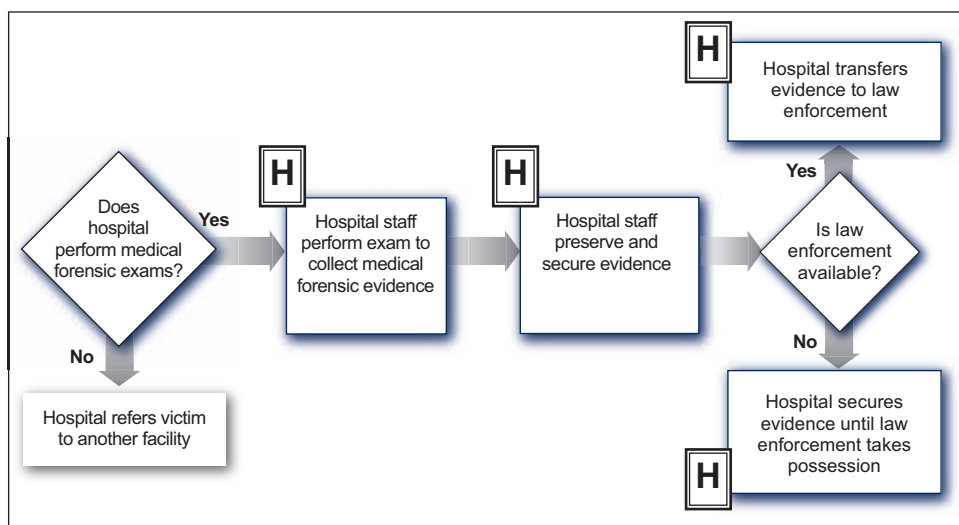 Does
hospital
perform medical
forensic exams?
Yes
No
Hospital refers victim
to another facility
H
Hospital staff
perform exam to
collect medical
forensic evidence
H
Hospital staff
preserve and
secure evidence
Is law
enforcement
available?
Yes
H
Hospital transfers
evidence to law
enforcement
No
Hospital secures
evidence until law
enforcement takes
possession
H